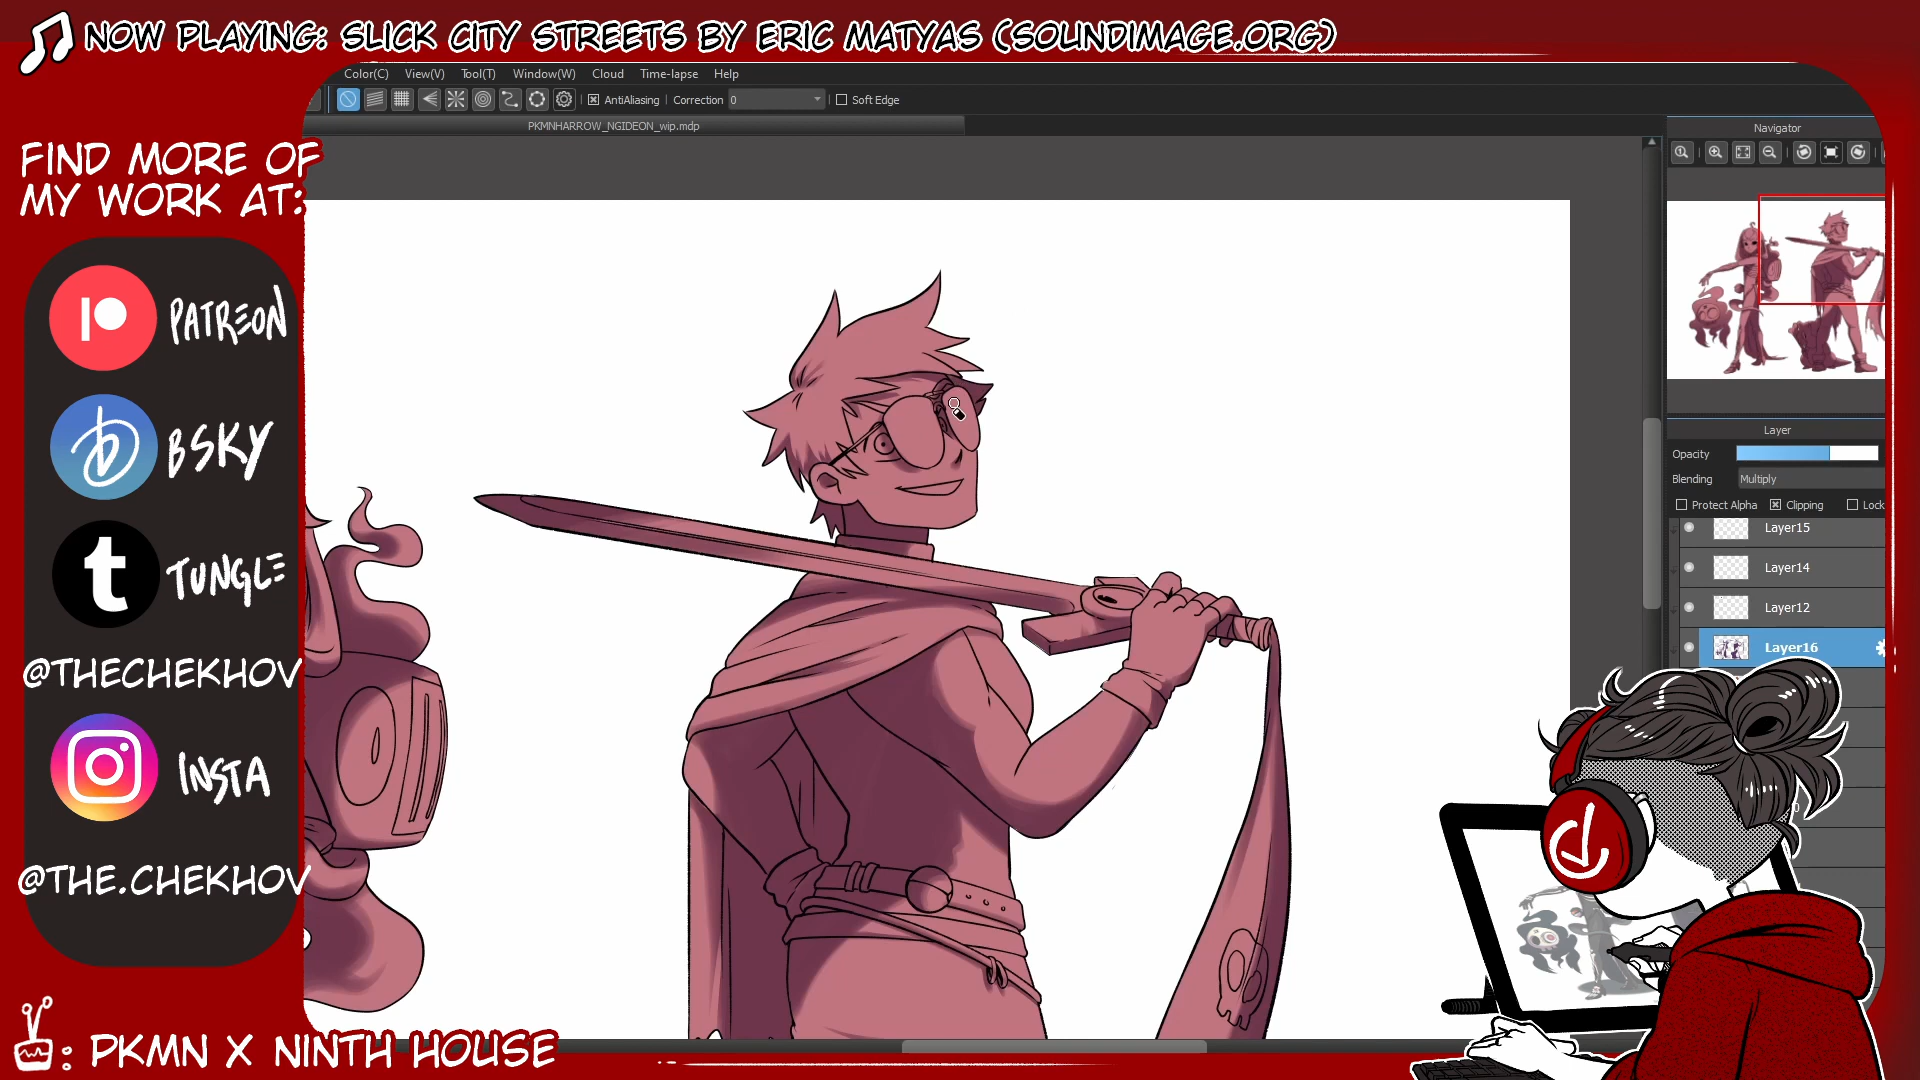 NOW PLAYING: SLICK CITY STREETS BY ERIC MATYAS (SOUNDIMAGE.ORG)
Color(C) View(V) Tool(T) Window(W) Cloud Time-lapse Help
AntiAliasing Correction 0 Soft Edge
PKMNHARROW_NGIDEON_wip.mdp
Navigator
FIND MORE OF
MY WORK AT:
PATREON
BSKY
TUNGLE
@THECHEKHOV
INSTA
@THE.CHEKHOV
Layer
Opacity
Blending Multiply
Protect Alpha Clipping Lock
Layer15
Layer14
Layer12
Layer16
: PKMN X NINTH HOUSE